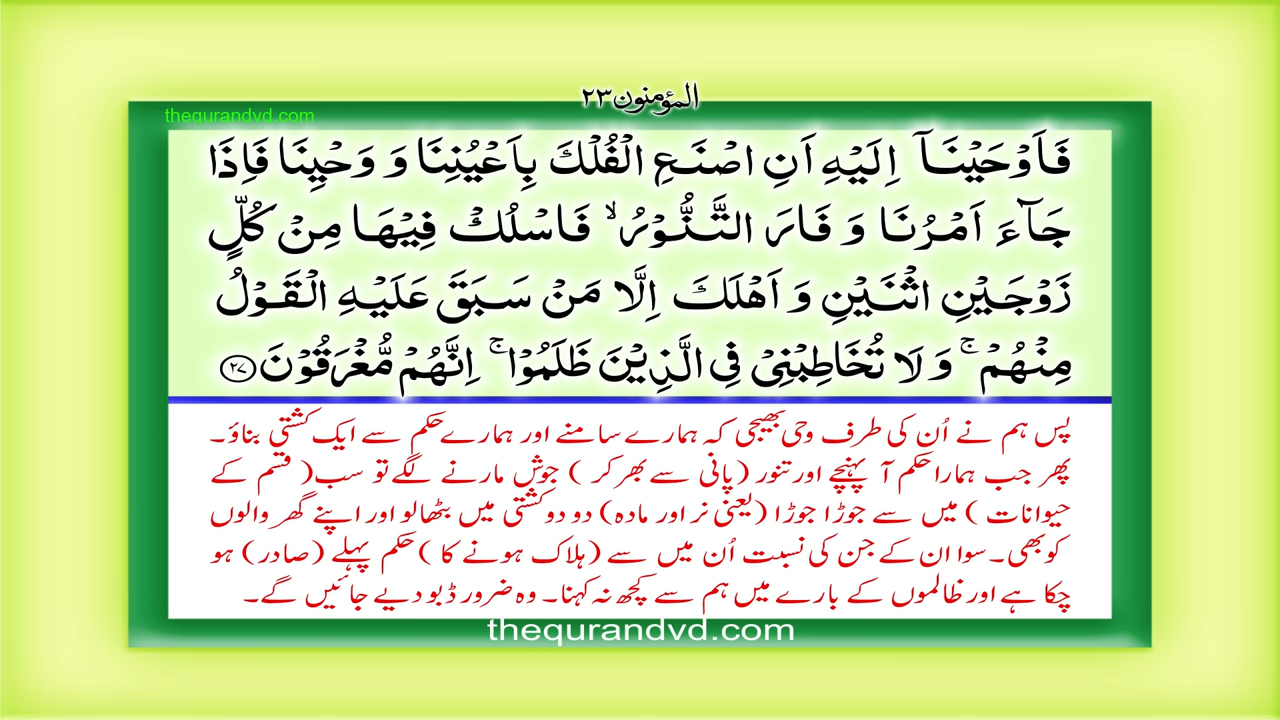 المؤمنون۲۳
thequrandvd.com
فَاَوْحَيْنَاۤ اِلَيْهِ اَنِ اصْنَعِ الْفُلْكَ بِاَعْيُنِنَا وَ وَحْيِنَا فَاِذَا
جَآءَ اَمْرُنَا وَ فَارَ التَّنُّوْرُ ۙ فَاسْلُكْ فِيْهَا مِنْ كُلٍّ
زَوْجَيْنِ اثْنَيْنِ وَ اَهْلَكَ اِلَّا مَنْ سَبَقَ عَلَيْهِ الْقَوْلُ
مِنْهُمْ ۚ وَ لَا تُخَاطِبْنِيْ فِي الَّذِيْنَ ظَلَمُوْا ۚ اِنَّهُمْ مُّغْرَقُوْنَ ۲۷
پس ہم نے اُن کی طرف وحی بھیجی کہ ہمارے سامنے اور ہمارے حکم سے ایک کشتی بناؤ۔
پھر جب ہمارا حکم آ پہنچے اور تنور (پانی سے بھر کر ) جوش مارنے لگے تو سب( قسم کے
حیوانات ) میں سے جوڑا جوڑا (یعنی نر اور مادہ) دو دو کشتی میں بٹھا لو اور اپنے گھر والوں
کو بھی۔ سوا ان کے جن کی نسبت اُن میں سے (ہلاک ہونے کا ) حکم پہلے (صادر) ہو
چکا ہے اور ظالموں کے بارے میں ہم سے کچھ نہ کہنا۔ وہ ضرور ڈبو دیے جائیں گے۔
thequrandvd.com